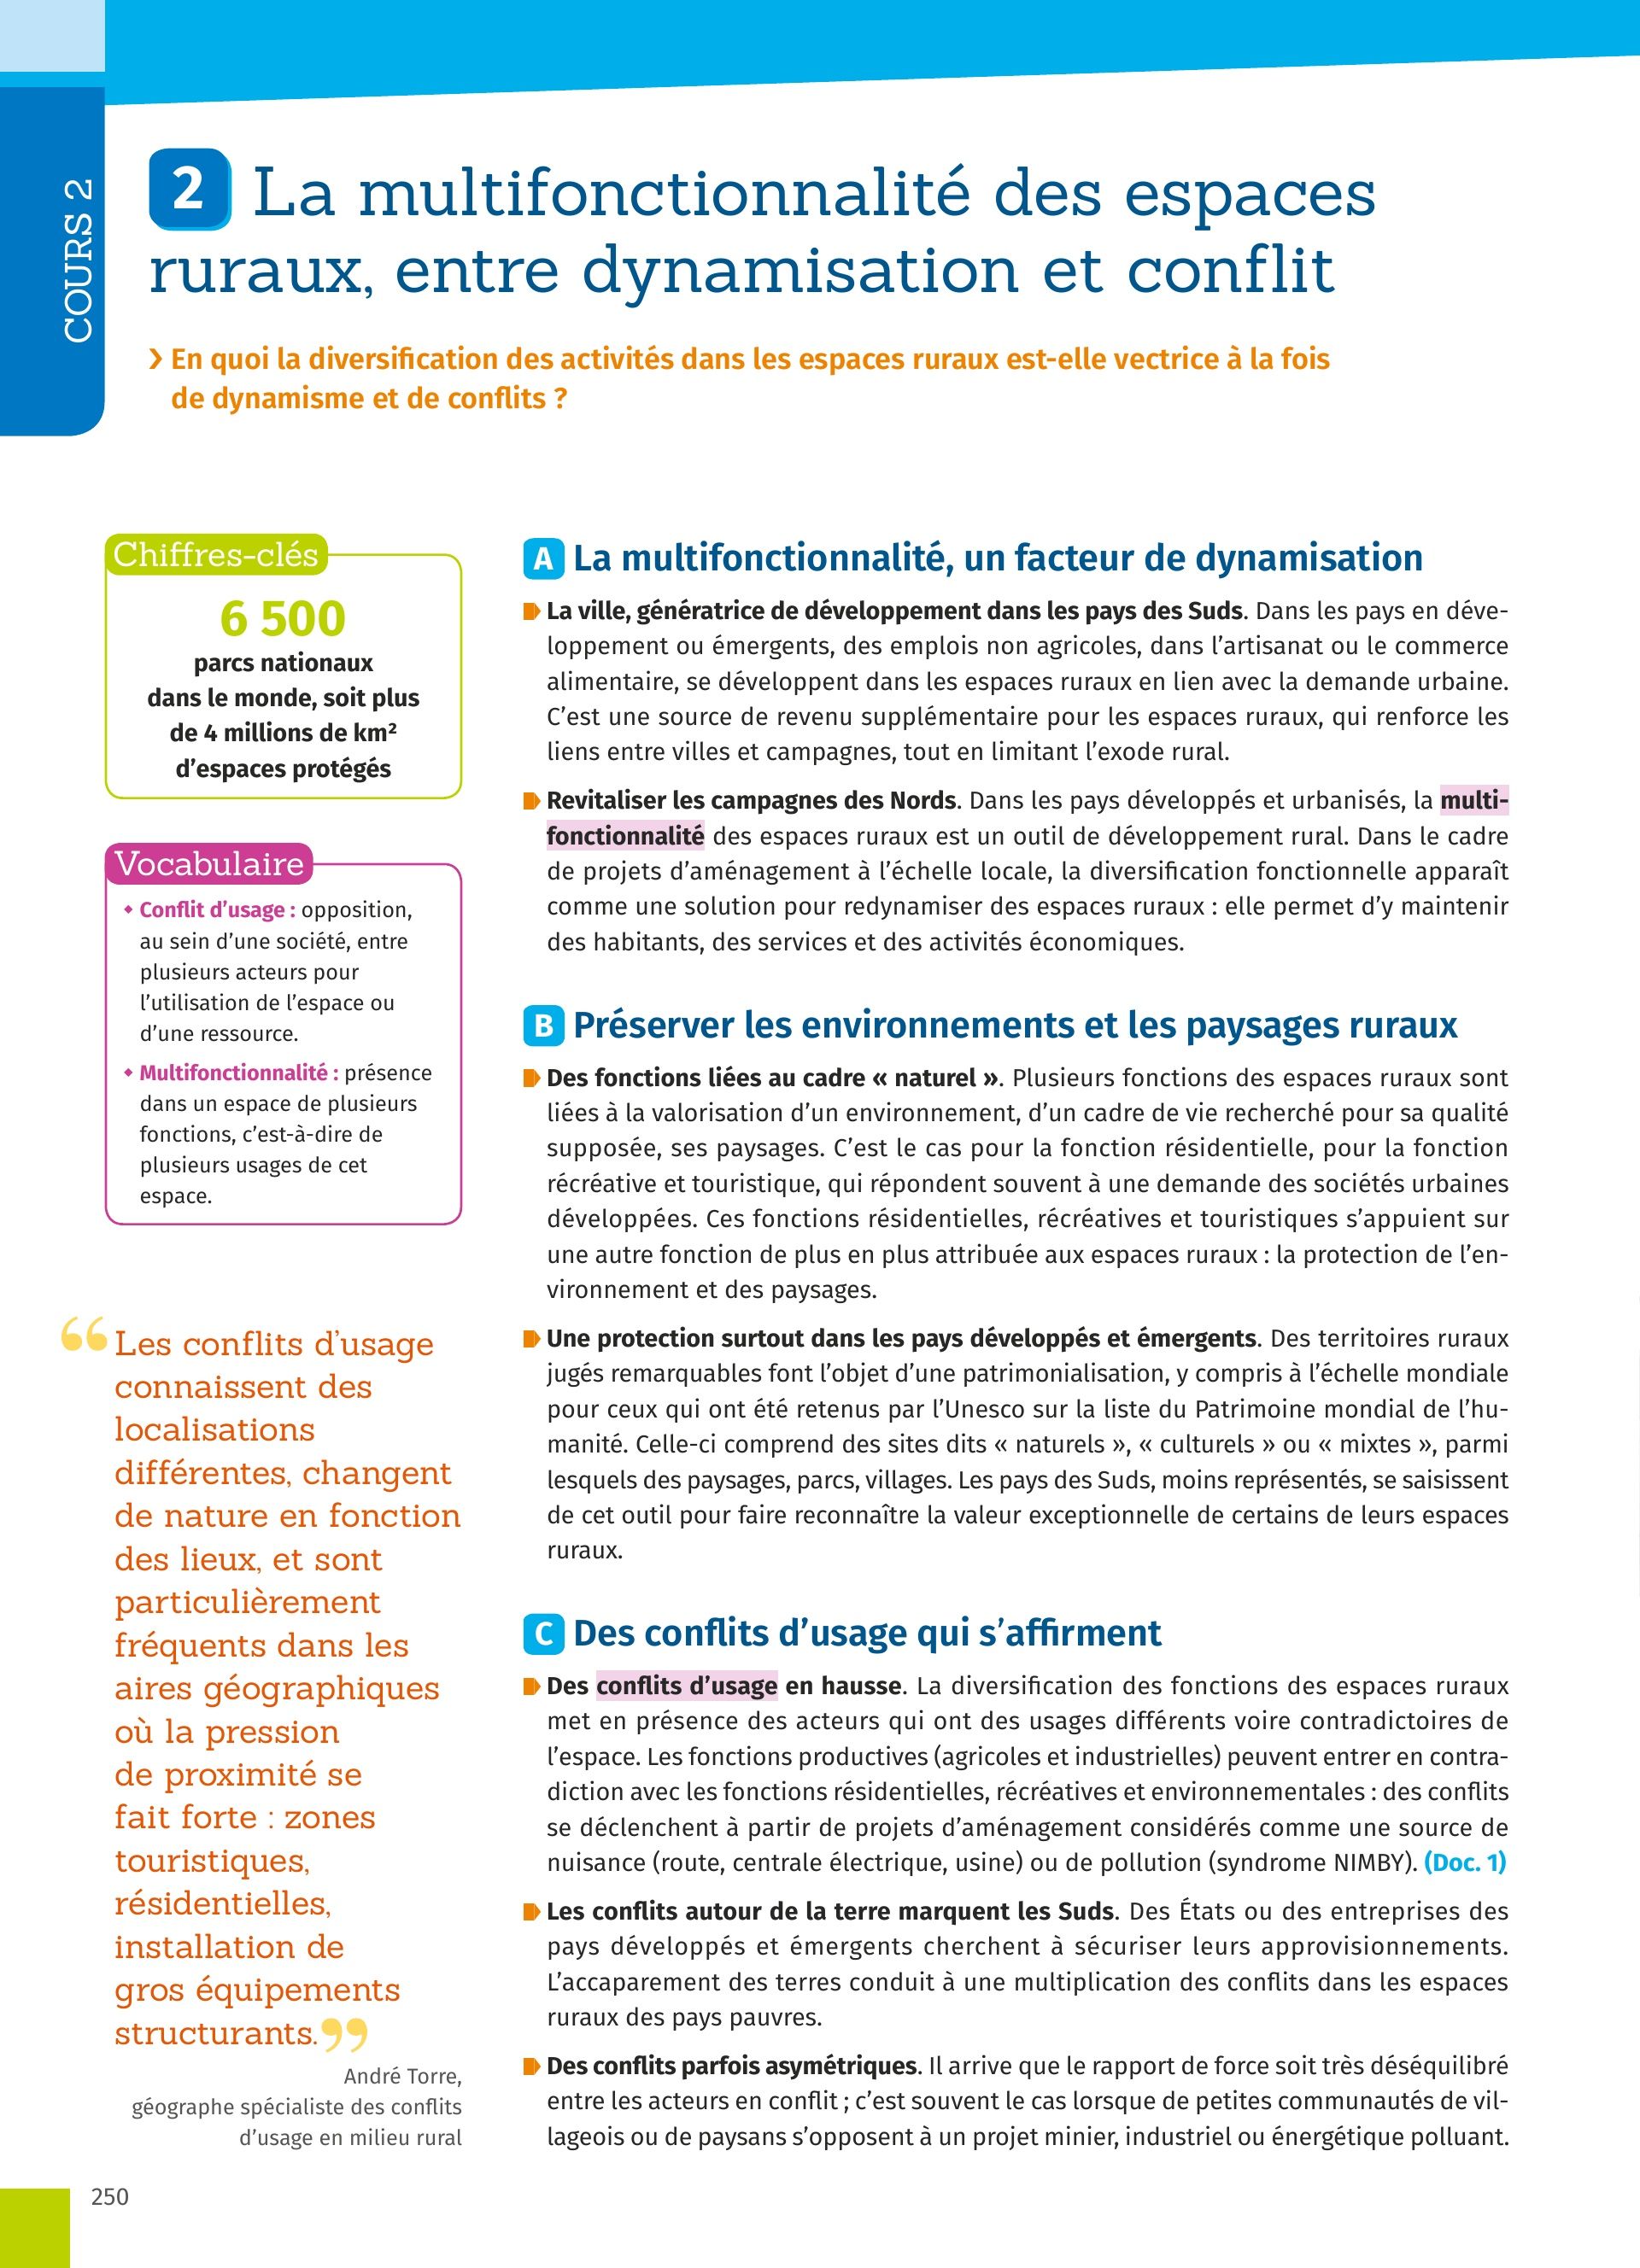 COURS 2
2 La multifonctionnalité des espaces
ruraux, entre dynamisation et conflit
› En quoi la diversification des activités dans les espaces ruraux est-elle vectrice à la fois
de dynamisme et de conflits ?
Chiffres-clés
6 500
parcs nationaux
dans le monde, soit plus
de 4 millions de km²
d'espaces protégés
Vocabulaire
• Conflit d'usage : opposition,
au sein d'une société, entre
plusieurs acteurs pour
l'utilisation de l'espace ou
d'une ressource.
• Multifonctionnalité : présence
dans un espace de plusieurs
fonctions, c'est-à-dire de
plusieurs usages de cet
espace.
“Les conflits d'usage
connaissent des
localisations
différentes, changent
de nature en fonction
des lieux, et sont
particulièrement
fréquents dans les
aires géographiques
où la pression
de proximité se
fait forte : zones
touristiques,
résidentielles,
installation de
gros équipements
structurants.”
André Torre,
géographe spécialiste des conflits
d'usage en milieu rural
A La multifonctionnalité, un facteur de dynamisation
La ville, génératrice de développement dans les pays des Suds. Dans les pays en déve-
loppement ou émergents, des emplois non agricoles, dans l'artisanat ou le commerce
alimentaire, se développent dans les espaces ruraux en lien avec la demande urbaine.
C'est une source de revenu supplémentaire pour les espaces ruraux, qui renforce les
liens entre villes et campagnes, tout en limitant l'exode rural.
Revitaliser les campagnes des Nords. Dans les pays développés et urbanisés, la multi-
fonctionnalité des espaces ruraux est un outil de développement rural. Dans le cadre
de projets d'aménagement à l'échelle locale, la diversification fonctionnelle apparaît
comme une solution pour redynamiser des espaces ruraux : elle permet d'y maintenir
des habitants, des services et des activités économiques.
B Préserver les environnements et les paysages ruraux
Des fonctions liées au cadre « naturel ». Plusieurs fonctions des espaces ruraux sont
liées à la valorisation d'un environnement, d'un cadre de vie recherché pour sa qualité
supposée, ses paysages. C'est le cas pour la fonction résidentielle, pour la fonction
récréative et touristique, qui répondent souvent à une demande des sociétés urbaines
développées. Ces fonctions résidentielles, récréatives et touristiques s'appuient sur
une autre fonction de plus en plus attribuée aux espaces ruraux : la protection de l'en-
vironnement et des paysages.
Une protection surtout dans les pays développés et émergents. Des territoires ruraux
jugés remarquables font l'objet d'une patrimonialisation, y compris à l'échelle mondiale
pour ceux qui ont été retenus par l'Unesco sur la liste du Patrimoine mondial de l'hu-
manité. Celle-ci comprend des sites dits « naturels », « culturels » ou « mixtes », parmi
lesquels des paysages, parcs, villages. Les pays des Suds, moins représentés, se saisissent
de cet outil pour faire reconnaître la valeur exceptionnelle de certains de leurs espaces
ruraux.
C Des conflits d'usage qui s'affirment
Des conflits d'usage en hausse. La diversification des fonctions des espaces ruraux
met en présence des acteurs qui ont des usages différents voire contradictoires de
l'espace. Les fonctions productives (agricoles et industrielles) peuvent entrer en contra-
diction avec les fonctions résidentielles, récréatives et environnementales : des conflits
se déclenchent à partir de projets d'aménagement considérés comme une source de
nuisance (route, centrale électrique, usine) ou de pollution (syndrome NIMBY). (Doc. 1)
Les conflits autour de la terre marquent les Suds. Des États ou des entreprises des
pays développés et émergents cherchent à sécuriser leurs approvisionnements.
L'accaparement des terres conduit à une multiplication des conflits dans les espaces
ruraux des pays pauvres.
Des conflits parfois asymétriques. Il arrive que le rapport de force soit très déséquilibré
entre les acteurs en conflit ; c'est souvent le cas lorsque de petites communautés de vil-
lageois ou de paysans s'opposent à un projet minier, industriel ou énergétique polluant.
250